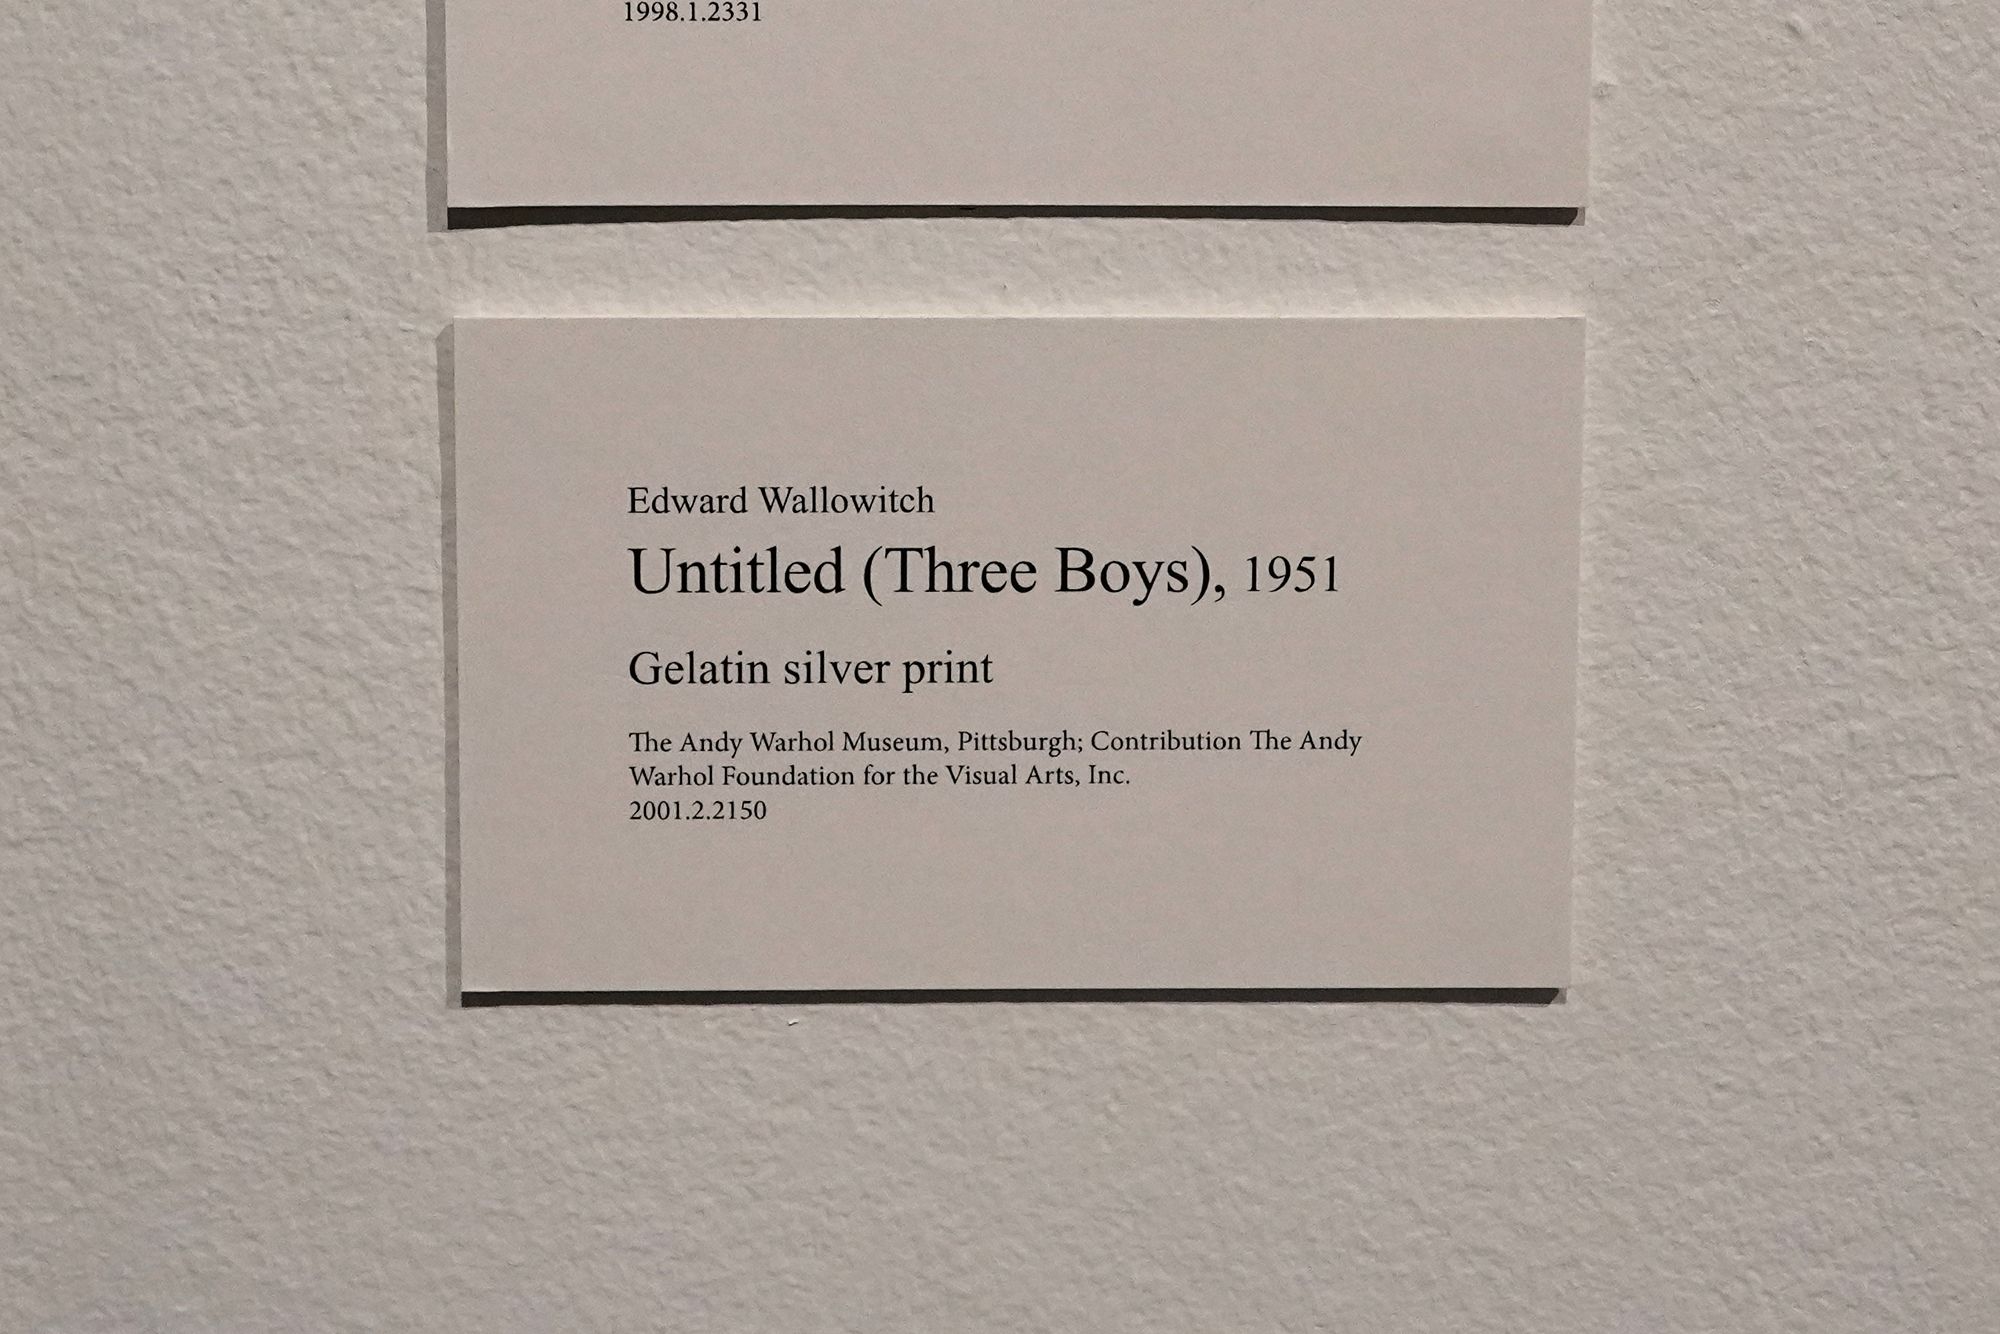 1998.1.2331
Edward Wallowitch
Untitled (Three Boys), 1951
Gelatin silver print
The Andy Warhol Museum, Pittsburgh; Contribution The Andy
Warhol Foundation for the Visual Arts, Inc.
2001.2.2150